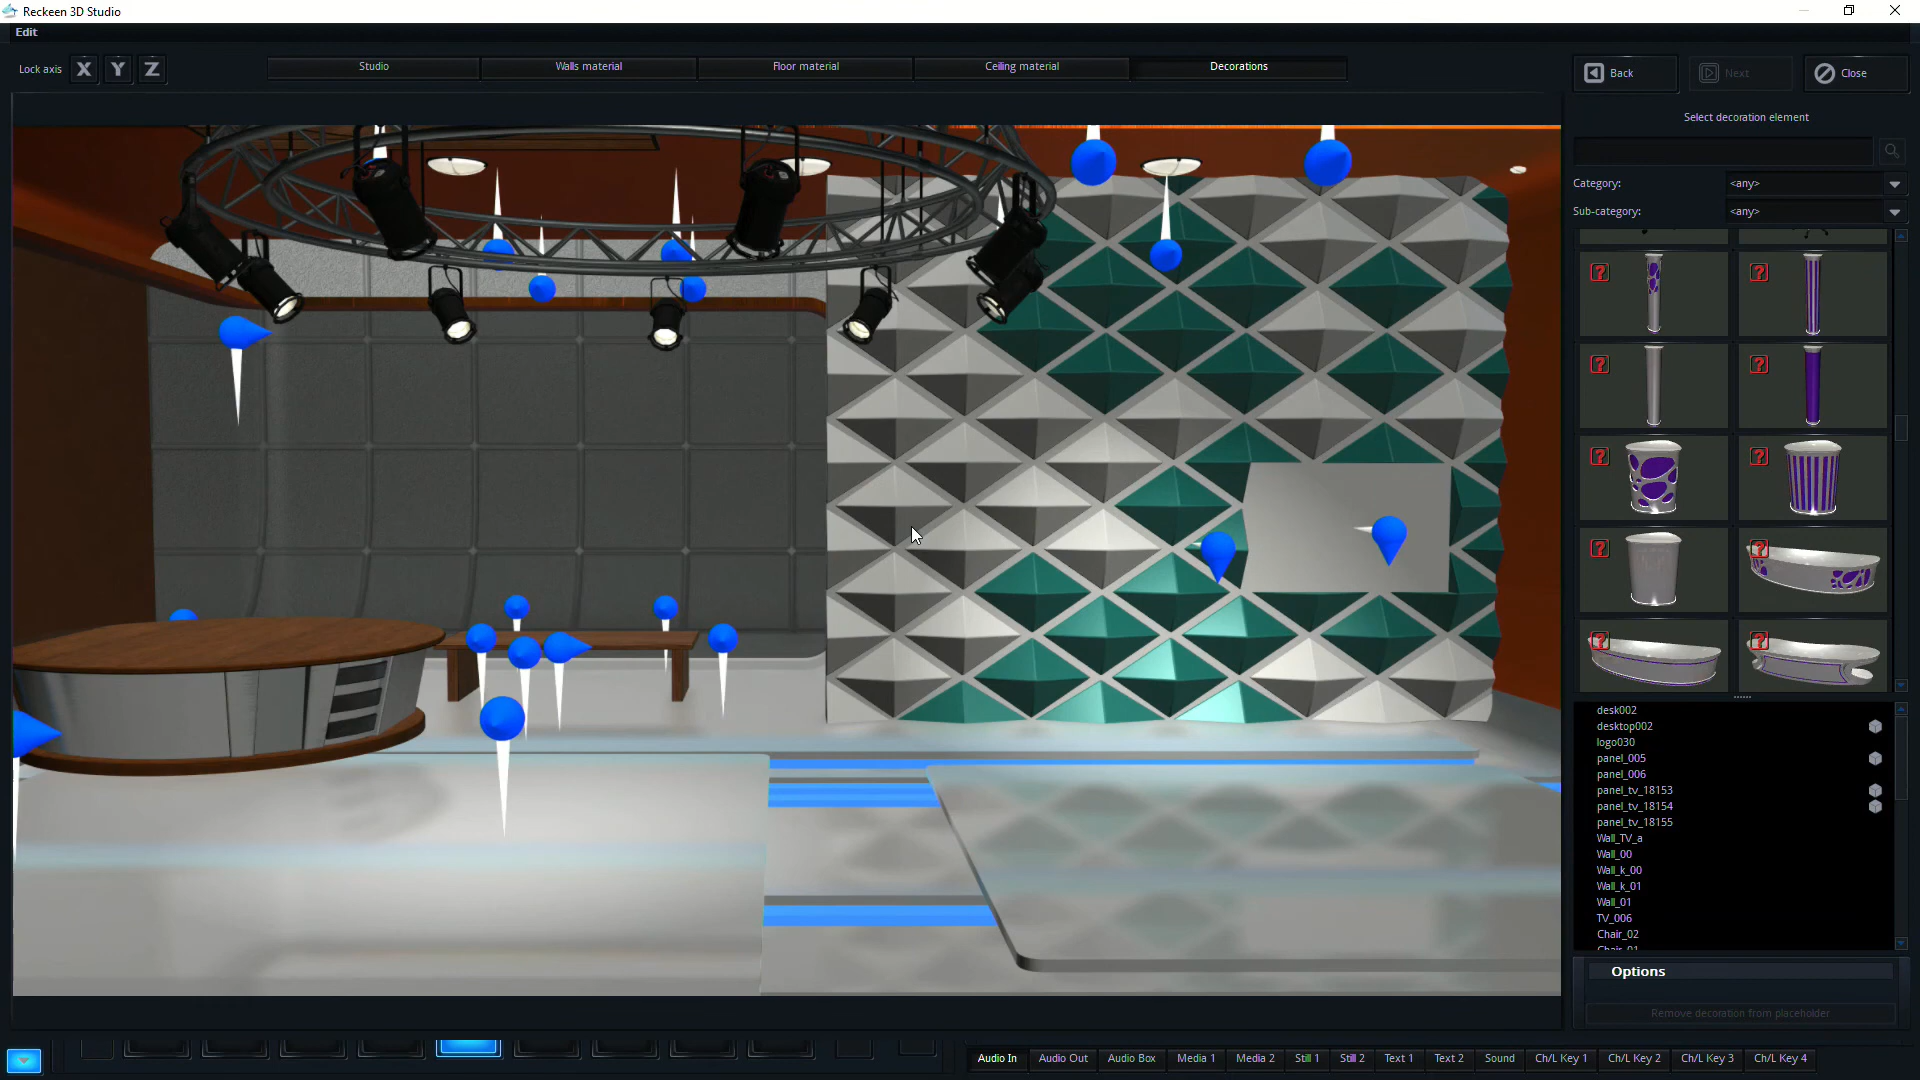 Reckeen 3D Studio
Edit
Lock axis X Y Z
Studio
Walls material
Floor material
Ceiling material
Decorations
Back
Next
Close
Select decoration element
Category: <any>
Sub-category: <any>
?
?
?
?
?
?
?
?
?
?
desk002
desktop002
logo030
panel_005
panel_006
panel_tv_18153
panel_tv_18154
panel_tv_18155
Wall_TV_a
Wall_00
Wall_k_00
Wall_k_01
Wall_01
TV_006
Chair_02
Chair_01
Options
Remove decoration from placeholder
Audio In
Audio Out
Audio Box
Media 1
Media 2
Still 1
Still 2
Text 1
Text 2
Sound
Ch/L Key 1
Ch/L Key 2
Ch/L Key 3
Ch/L Key 4